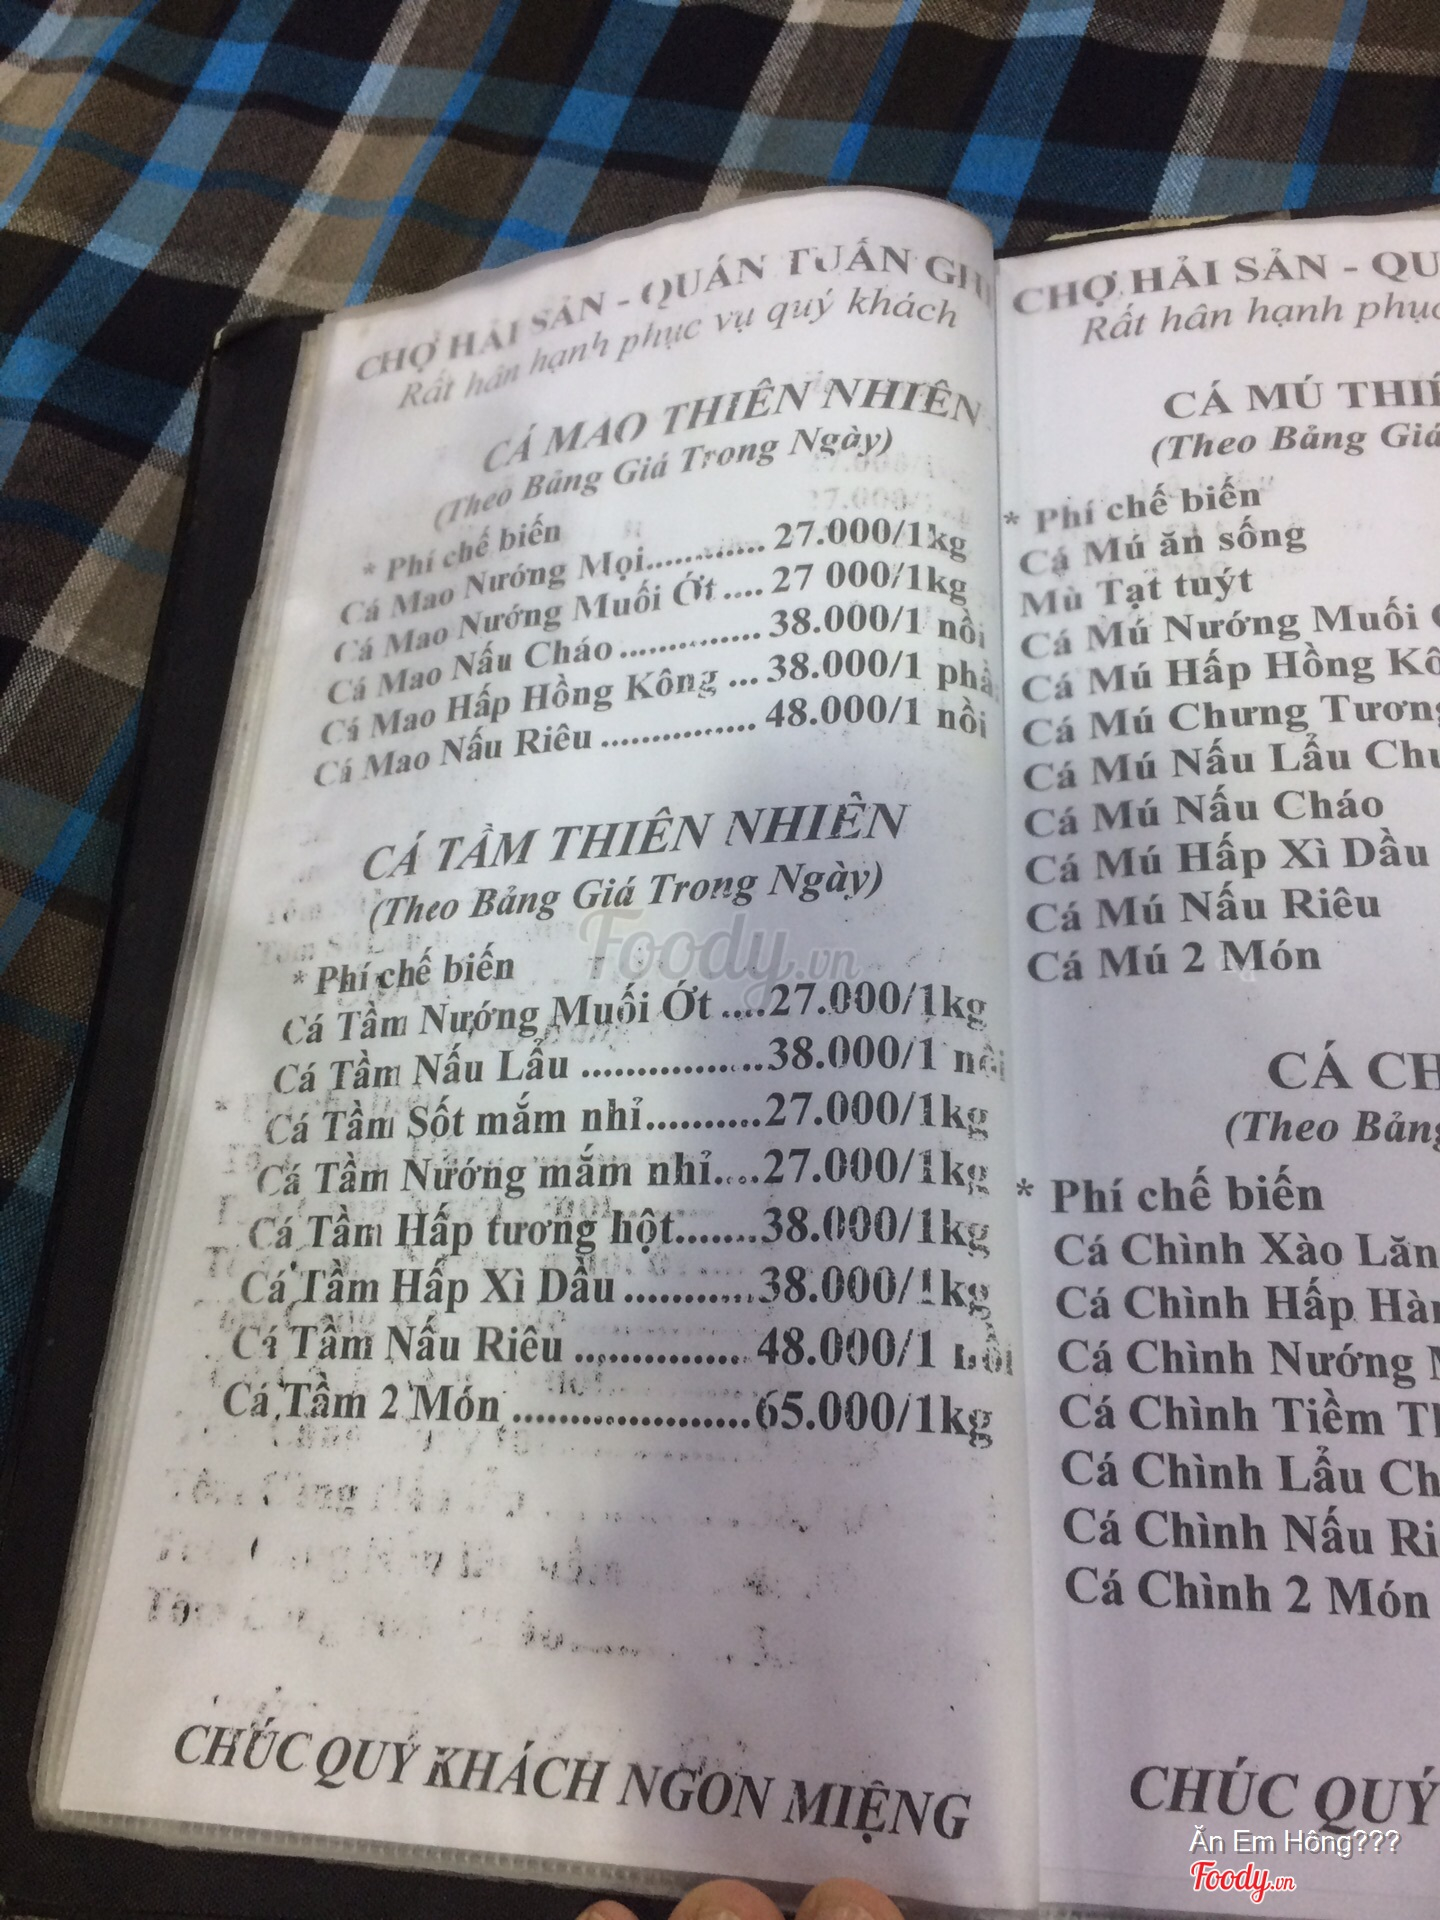 CHỢ HẢI SẢN - QUÁN TUẤN
Rất hân hạnh phục vụ quý khách
CÁ MAO THIÊN NHIÊN
(Theo Bảng Giá Trong Ngày)
* Phí chế biến
Cá Mao Nướng Mọi............ 27.000/1kg
Cá Mao Nướng Muối Ớt .... 27 000/1kg
Cá Mao Nấu Cháo ............. 38.000/1 nồi
Cá Mao Hấp Hồng Kông ... 38.000/1
Cá Mao Nấu Riêu .............. 48.000/1 nồi
CÁ TẦM THIÊN NHIÊN
(Theo Bảng Giá Trong Ngày)
* Phí chế biến
Cá Tầm Nướng Muối Ớt ....27.000/1kg
Cá Tầm Nấu Lẩu ................38.000/1 nồi
Cá Tầm Sốt mắm nhỉ..........27.000/1kg
Cá Tầm Nướng mắm nhỉ....27.000/1kg
Cá Tầm Hấp tương hột.......38.000/1kg
Cá Tầm Hấp Xì Dầu ...........38.000/1kg
Cá Tầm Nấu Riêu ...............48.000/1 nồi
Cá Tầm 2 Món .....................65.000/1kg
CHÚC QUÝ KHÁCH NGON MIỆNG
CHỢ HẢI SẢN -
Rất hân hạnh
CÁ MÚ
(Theo Bảng Giá
* Phí chế biến
Cá Mú ăn sống
Mù Tạt tuýt
Cá Mú Nướng Muối
Cá Mú Hấp Hồng
Cá Mú Chưng Tương
Cá Mú Nấu Lẩu
Cá Mú Nấu Cháo
Cá Mú Hấp Xì Dầu
Cá Mú Nấu Riêu
Cá Mú 2 Món
CÁ
(Theo
* Phí chế biến
Cá Chình Xào
Cá Chình Hấp
Cá Chình Nướng
Cá Chình Tiềm
Cá Chình Lẩu
Cá Chình Nấu
Cá Chình 2 Món
CHÚC QUÝ
Foody.vn
Ăn Em Hông???
Foody.vn